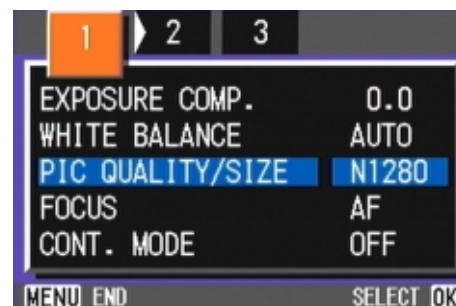 1 2 3
EXPOSURE COMP. 0.0
WHITE BALANCE AUTO
PIC QUALITY/SIZE N1280
FOCUS AF
CONT. MODE OFF
MENU END SELECT OK